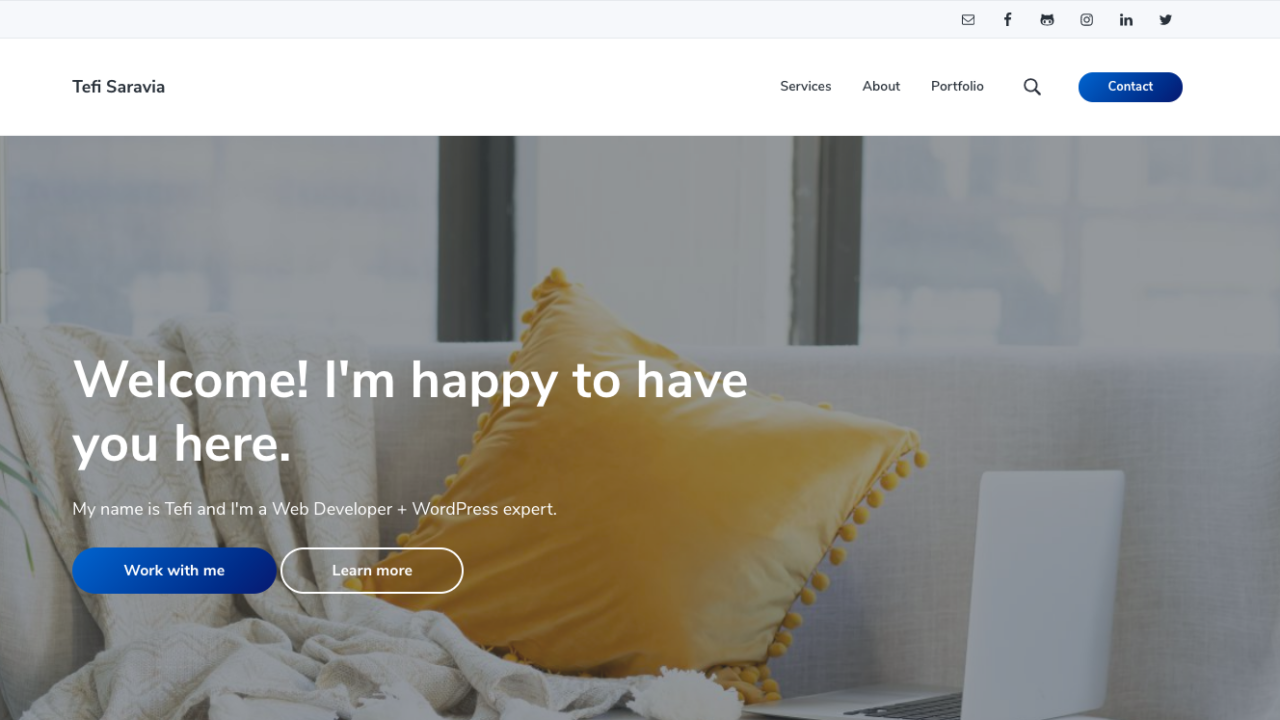 Tefi Saravia
Services
About
Portfolio
Contact
Welcome! I'm happy to have
you here.
My name is Tefi and I'm a Web Developer + WordPress expert.
Work with me
Learn more